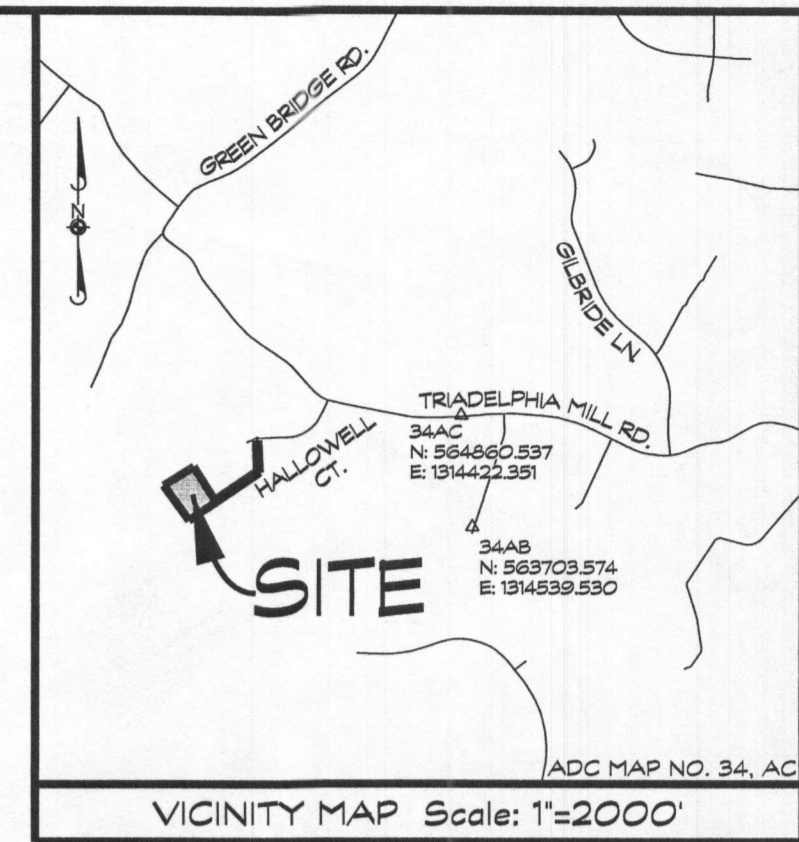 GREEN BRIDGE RD.
N
GILBRIDE LN.
TRIADELPHIA MILL RD.
34AC
N: 564860.537
E: 1314422.351
HALLOWELL
CT.
34AB
N: 563703.574
E: 1314539.530
SITE
ADC MAP NO. 34, AC
VICINITY MAP Scale: 1"=2000'